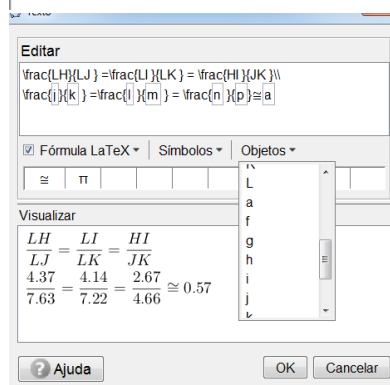 Texto
Editar
\frac{LH}{LJ } =\frac{LI }{LK } = \frac{HI }{JK }\\
\frac{j}{k } =\frac{l }{m } = \frac{n }{p}≅a
Fórmula LaTeX Símbolos Objetos
≅ π
K
L
a
f
g
h
i
j
k
Visualizar
LH/LJ = LI/LK = HI/JK
4.37/7.63 = 4.14/7.22 = 2.67/4.66 ≅ 0.57
Ajuda OK Cancelar